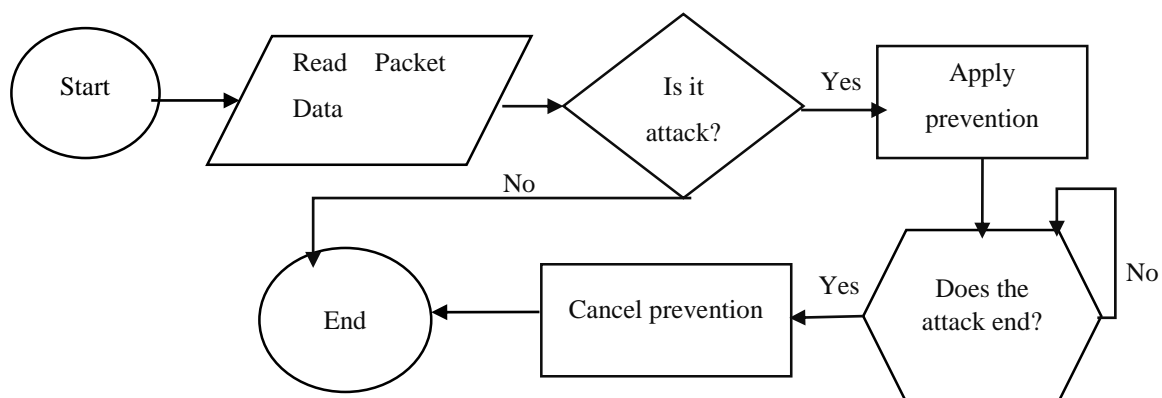 Start
Read Packet
Data
Is it
attack?
Yes
Apply
prevention
No
End
Cancel prevention
Yes
Does the
attack end?
No